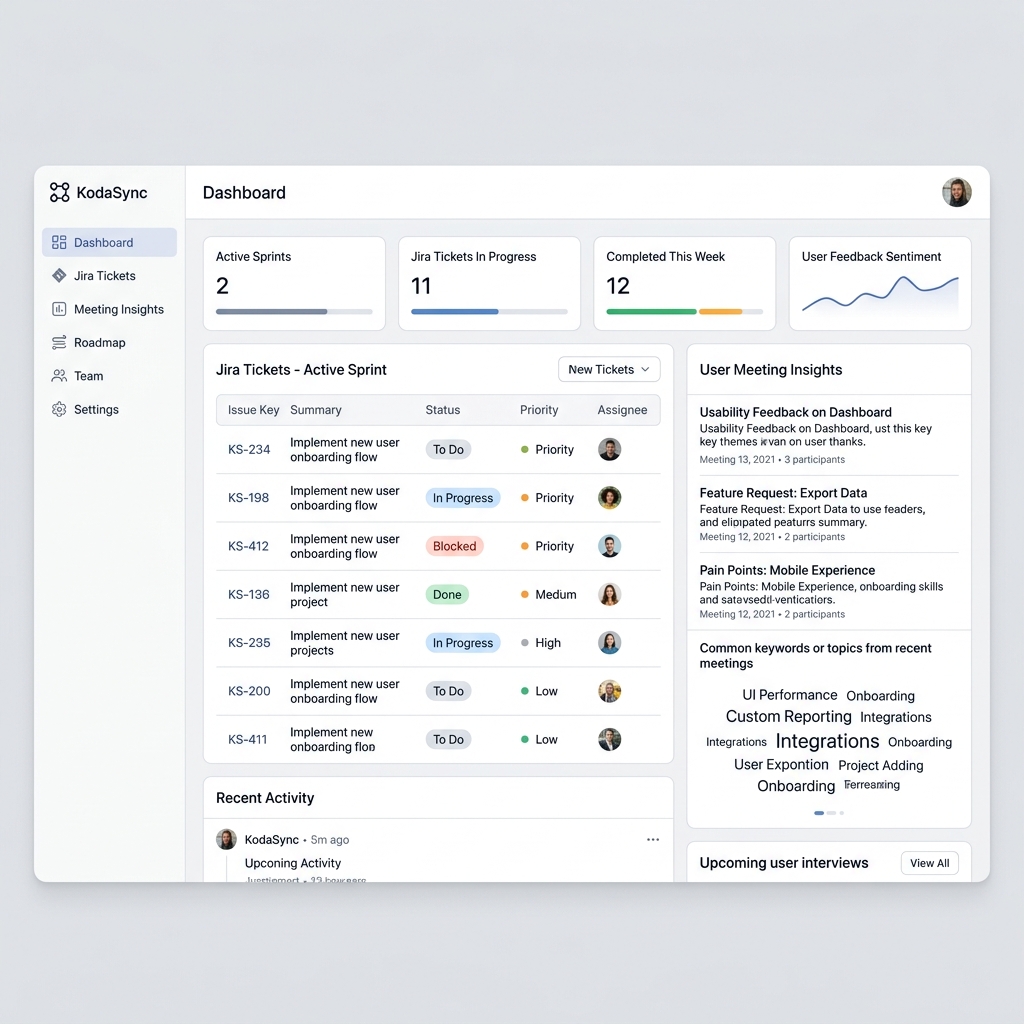 KodaSync
Dashboard
Jira Tickets
Meeting Insights
Roadmap
Team
Settings
Dashboard
Active Sprints
2
Jira Tickets In Progress
11
Completed This Week
12
User Feedback Sentiment
Jira Tickets - Active Sprint
New Tickets
Issue Key Summary Status Priority Assignee
KS-234 Implement new user To Do Priority
onboarding flow
KS-198 Implement new user In Progress Priority
onboarding flow
KS-412 Implement new user Blocked Priority
onboarding flow
KS-136 Implement new user Done Medum
project
KS-235 Implement new user In Progress High
projects
KS-200 Implement new user To Do Low
onboarding flow
KS-411 Implement new To Do Low
onboarding flon
Recent Activity
KodaSync • 5m ago
Upconing Activity
User Meeting Insights
Usability Feedback on Dashboard
Usability Feedback on Dashboard, ust this key
key themes on user thanks.
Meeting 13, 2021 • 3 participants
Feature Request: Export Data
Feature Request: Export Data to use feaders,
and summary.
Meeting 12, 2021 • 2 participants
Pain Points: Mobile Experience
Pain Points: Mobile Experience, onboarding skills
and
Meeting 12, 2021 • 2 participants
Common keywords or topics from recent
meetings
UI Performance Onboarding
Custom Reporting Integrations
Integrations Integrations Onboarding
User Expontion Project Adding
Onboarding
Upcoming user interviews
View All